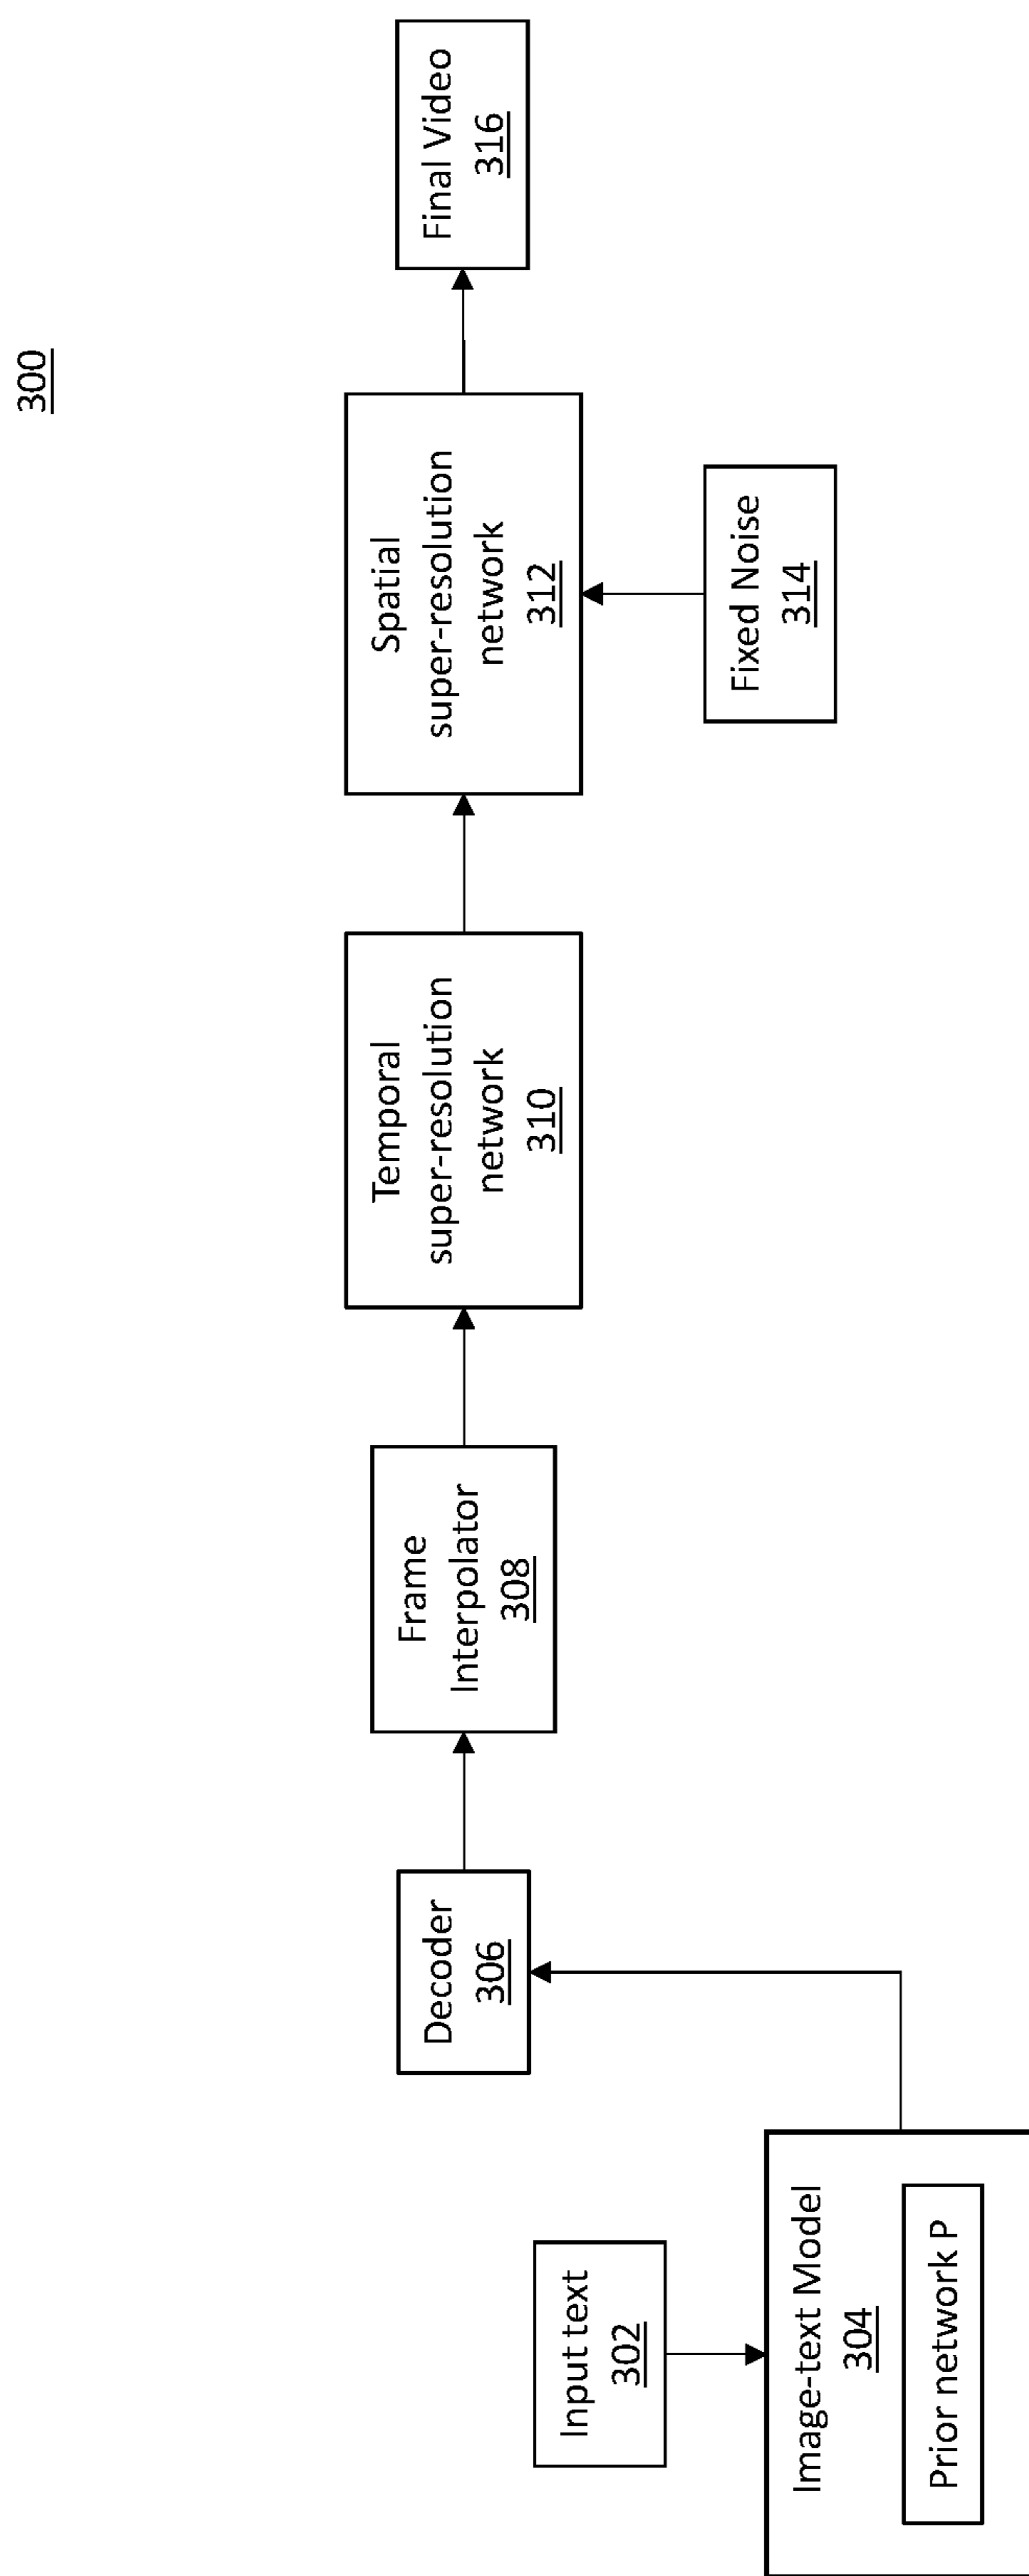 300
Input text
302
Image-text Model
304
Prior network P
Decoder
306
Frame
Interpolator
308
Temporal
super-resolution
network
310
Spatial
super-resolution
network
312
Fixed Noise
314
Final Video
316